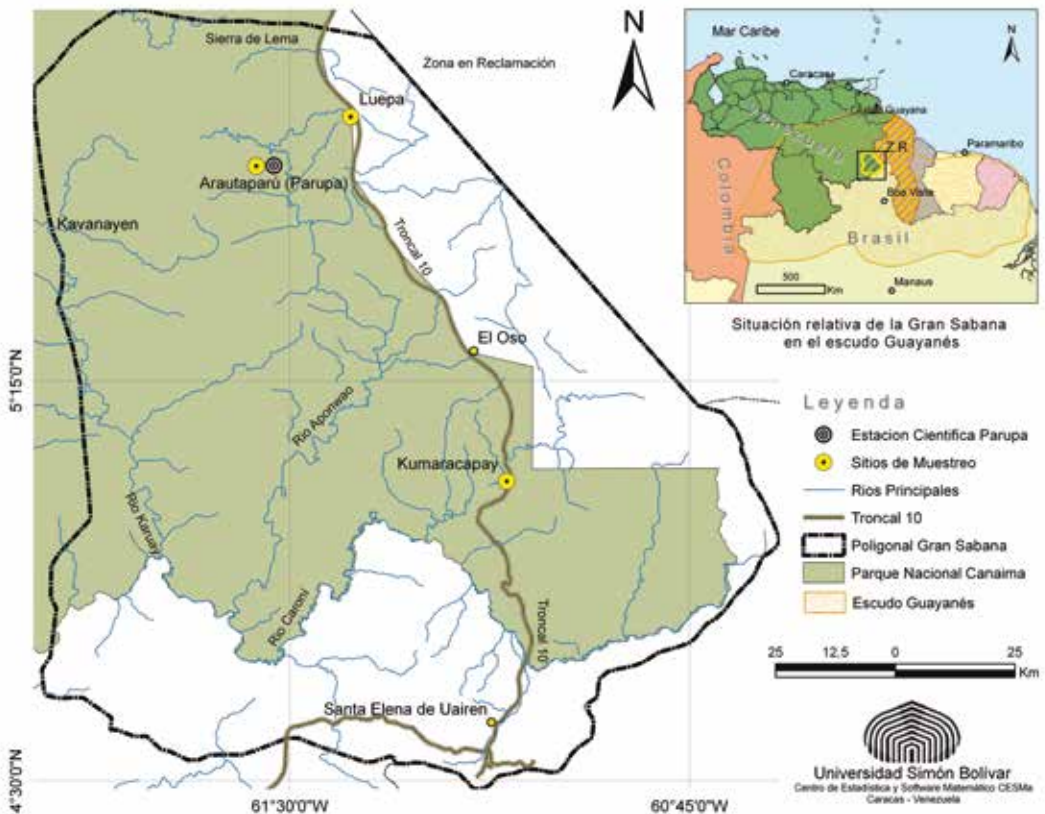 Sierra de Lema
Zona en Reclamación
N
Luepa
Arautaparú (Parupa)
Kavanayen
Troncal 10
El Oso
Rio Aponwao
Kumaracapay
Rio Karuay
Rio Caroní
Troncal 10
Santa Elena de Uairen
5°15'0"N
4°30'0"N
61°30'0"W
60°45'0"W
Mar Caribe
N
Caracas
Guayana
Venezuela
Z R
Paramaribo
Boa Vista
Colombia
Brasil
Manaus
500
Km
Situación relativa de la Gran Sabana
en el escudo Guayanés
Leyenda
Estacion Científica Parupa
Sitios de Muestreo
Rios Principales
Troncal 10
Poligonal Gran Sabana
Parque Nacional Canaima
Escudo Guayanés
25 12,5 0 25
Km
Universidad Simón Bolívar
Centro de Estadística y Software Matemático CESMa
Caracas - Venezuela